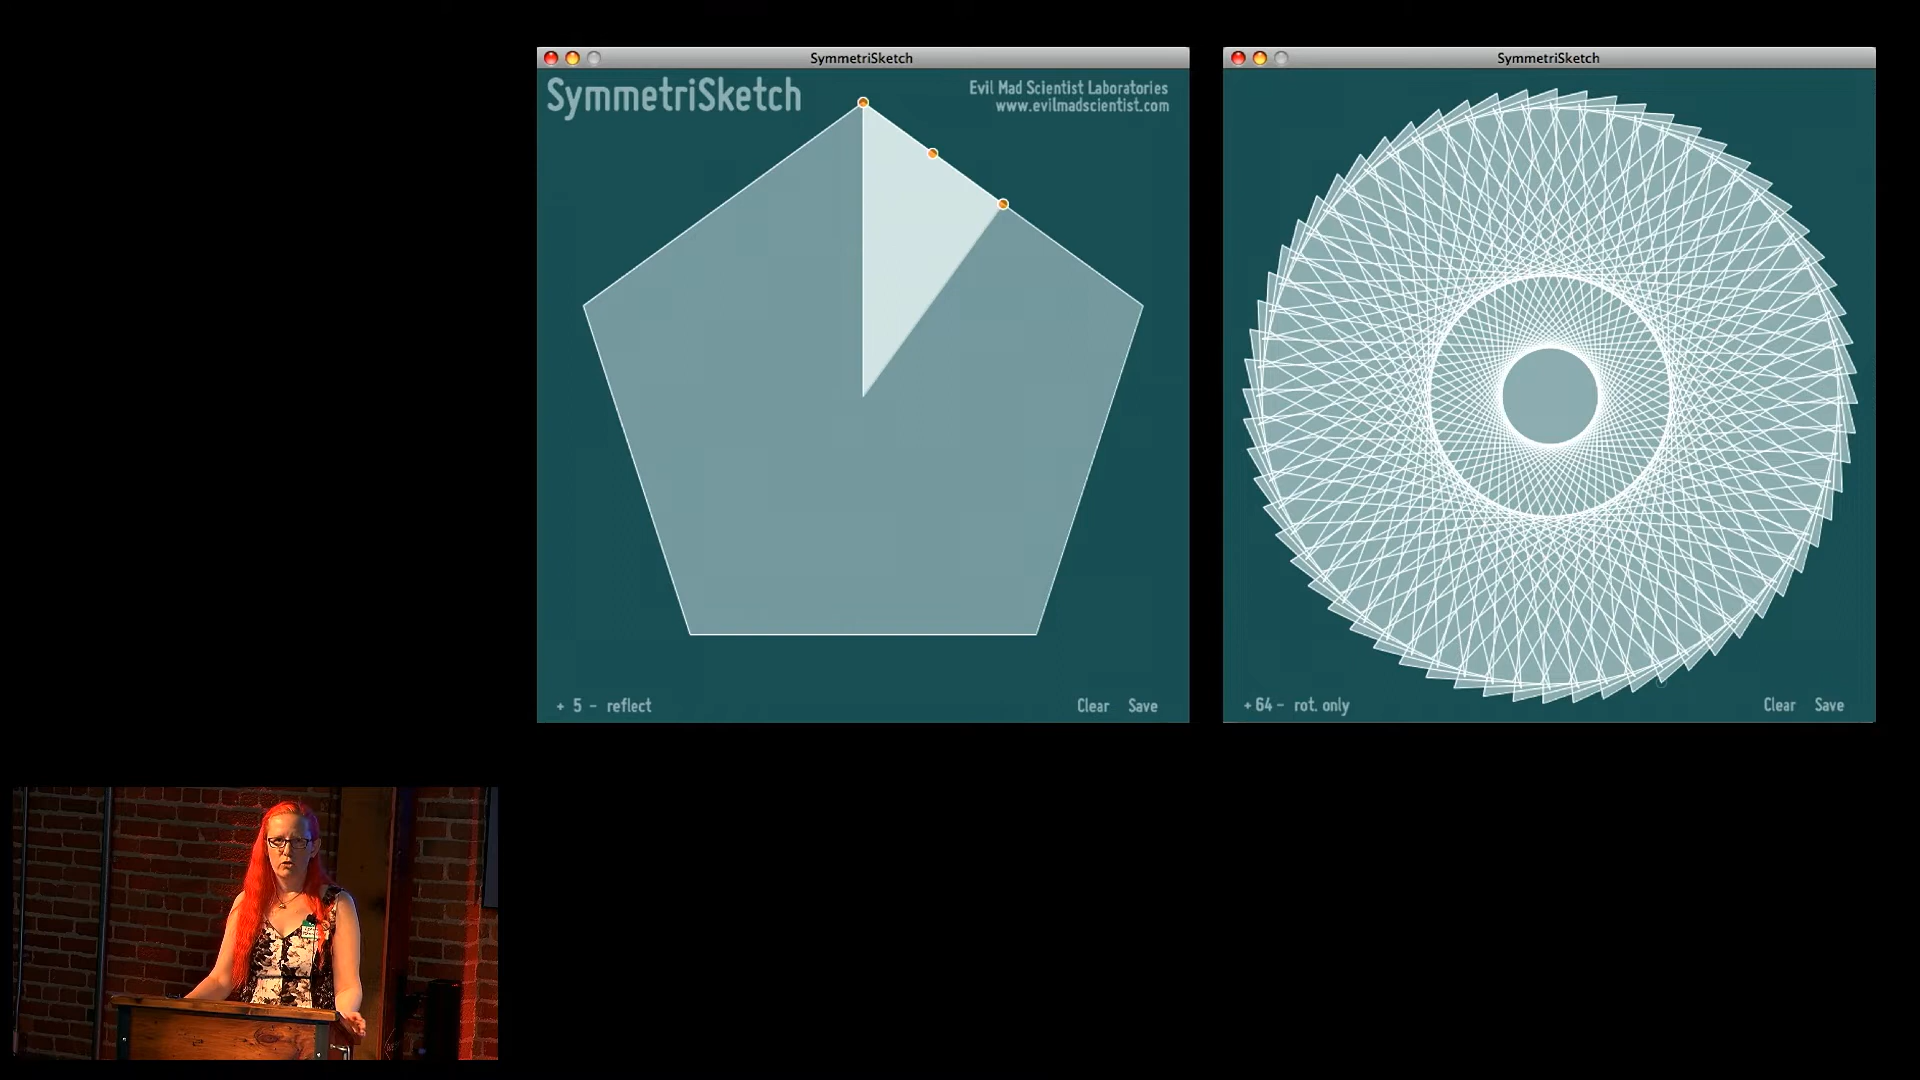 SymmetriSketch
SymmetriSketch
Evil Mad Scientist Laboratories
www.evilmadscientist.com
+ 5 - reflect
Clear
Save
SymmetriSketch
+ 64 - rot. only
Clear
Save